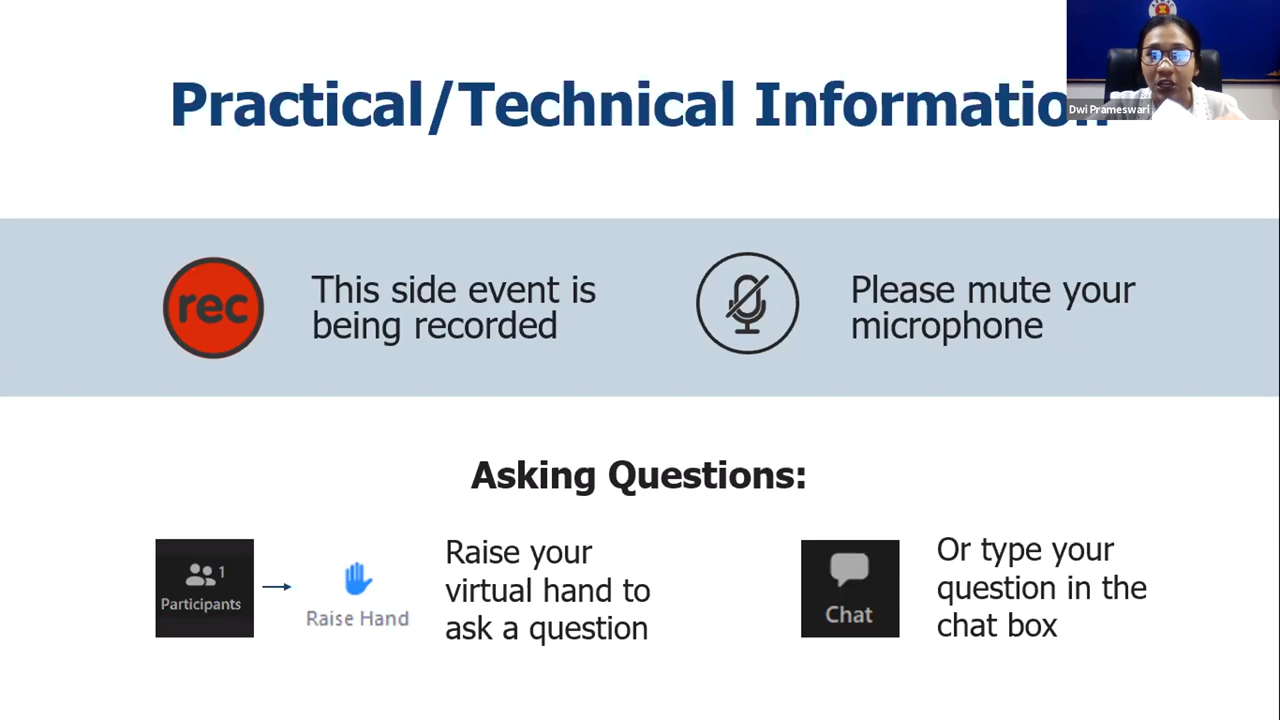 Practical/Technical Information
Dwi Prameswari
rec
This side event is
being recorded
Please mute your
microphone
Asking Questions:
1
Participants
Raise Hand
Raise your
virtual hand to
ask a question
Chat
Or type your
question in the
chat box